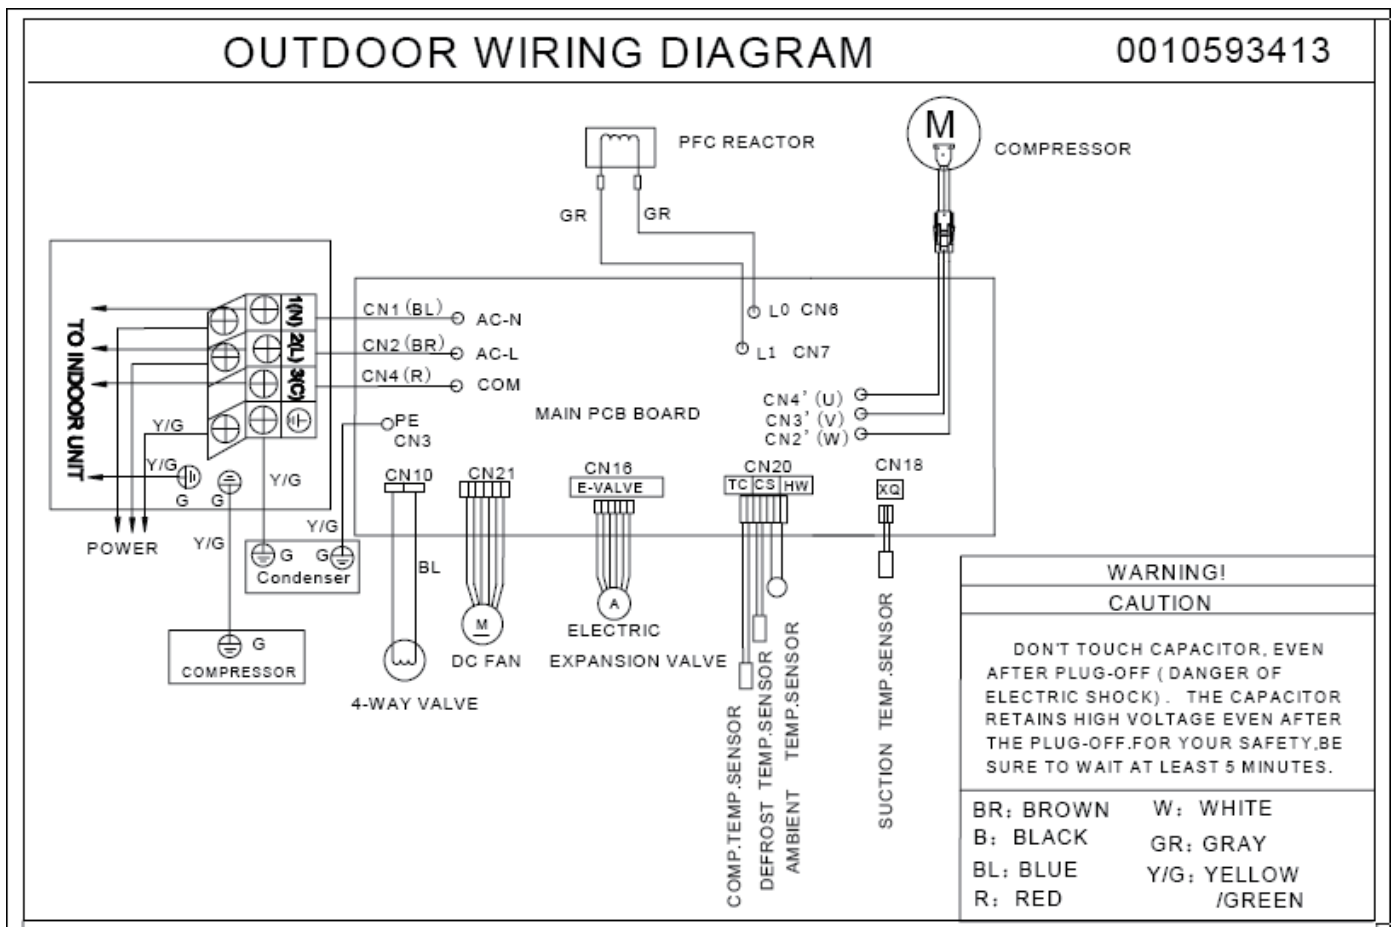 OUTDOOR WIRING DIAGRAM
0010593413
PFC REACTOR
M
COMPRESSOR
GR
GR
TO INDOOR UNIT
1(N)
2(L)
3(C)
CN1(BL)
AC-N
CN2(BR)
AC-L
CN4(R)
COM
L0 CN6
L1 CN7
MAIN PCB BOARD
CN4'(U)
CN3'(V)
CN2'(W)
PE
CN3
Y/G
Y/G
G
G
Y/G
Y/G
Y/G
POWER
G
G
Condenser
G
COMPRESSOR
CN10
CN21
CN16
E-VALVE
CN20
TC
CS
HW
CN18
XQ
BL
4-WAY VALVE
M
DC FAN
A
ELECTRIC
EXPANSION VALVE
COMP.TEMP.SENSOR
DEFROST TEMP.SENSOR
AMBIENT TEMP.SENSOR
SUCTION TEMP.SENSOR
WARNING!
CAUTION
DON'T TOUCH CAPACITOR, EVEN
AFTER PLUG-OFF ( DANGER OF
ELECTRIC SHOCK). THE CAPACITOR
RETAINS HIGH VOLTAGE EVEN AFTER
THE PLUG-OFF.FOR YOUR SAFETY,BE
SURE TO WAIT AT LEAST 5 MINUTES.
BR: BROWN
W: WHITE
B: BLACK
GR: GRAY
BL: BLUE
Y/G: YELLOW
/GREEN
R: RED